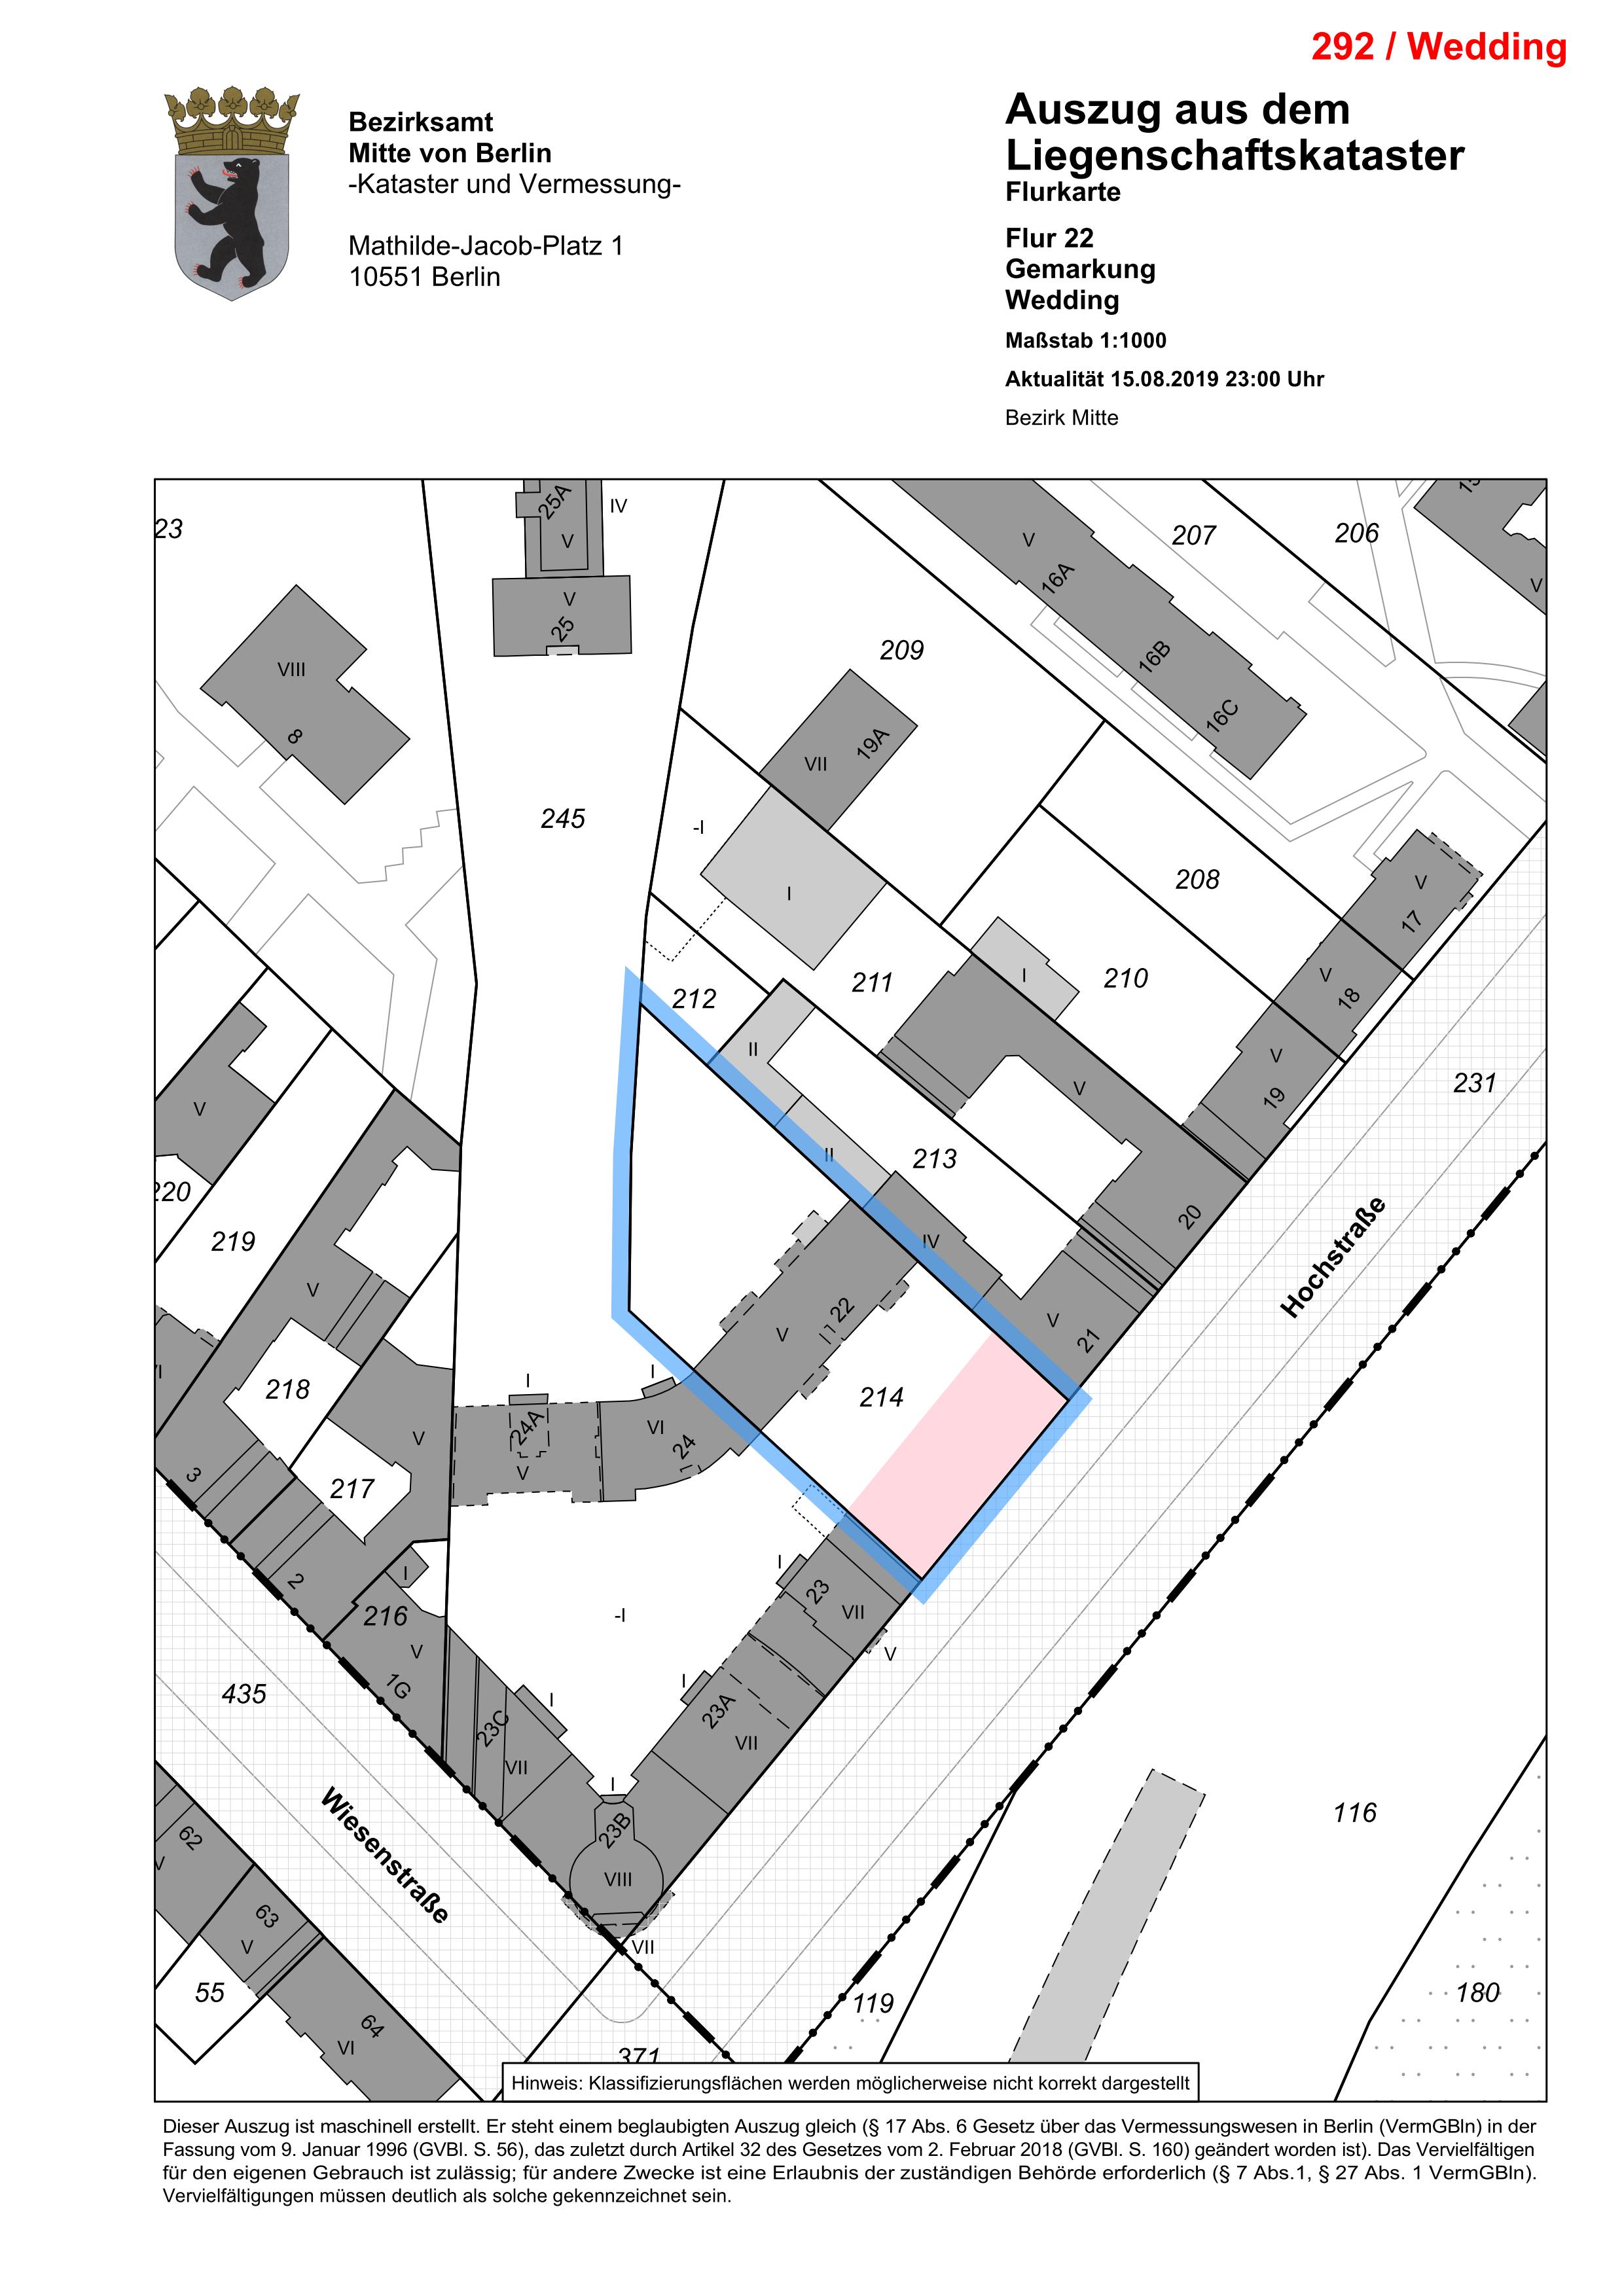 292 / Wedding
Bezirksamt
Mitte von Berlin
-Kataster und Vermessung-
Mathilde-Jacob-Platz 1
10551 Berlin
Auszug aus dem
Liegenschaftskataster
Flurkarte
Flur 22
Gemarkung
Wedding
Maßstab 1:1000
Aktualität 15.08.2019 23:00 Uhr
Bezirk Mitte
23
25A
IV
V
V
25
V
16A
16B
16C
207
206
V
209
VIII
8
VII
19A
245
-I
I
208
V
17
V
18
V
19
212
211
I
210
231
II
II
V
V
213
219
20
IV
Hochstraße
V
V
22
V
21
218
I
I
214
24A
V
VI
24
V
3
217
2
I
216
V
1G
-I
I
23
VII
V
435
I
I
23C
VII
23A
VII
I
23B
VIII
VII
Wiesenstraße
62
V
63
V
55
64
VI
116
119
180
371
Hinweis: Klassifizierungsflächen werden möglicherweise nicht korrekt dargestellt
Dieser Auszug ist maschinell erstellt. Er steht einem beglaubigten Auszug gleich (§ 17 Abs. 6 Gesetz über das Vermessungswesen in Berlin (VermGBln) in der
Fassung vom 9. Januar 1996 (GVBl. S. 56), das zuletzt durch Artikel 32 des Gesetzes vom 2. Februar 2018 (GVBl. S. 160) geändert worden ist). Das Vervielfältigen
für den eigenen Gebrauch ist zulässig; für andere Zwecke ist eine Erlaubnis der zuständigen Behörde erforderlich (§ 7 Abs.1, § 27 Abs. 1 VermGBln).
Vervielfältigungen müssen deutlich als solche gekennzeichnet sein.